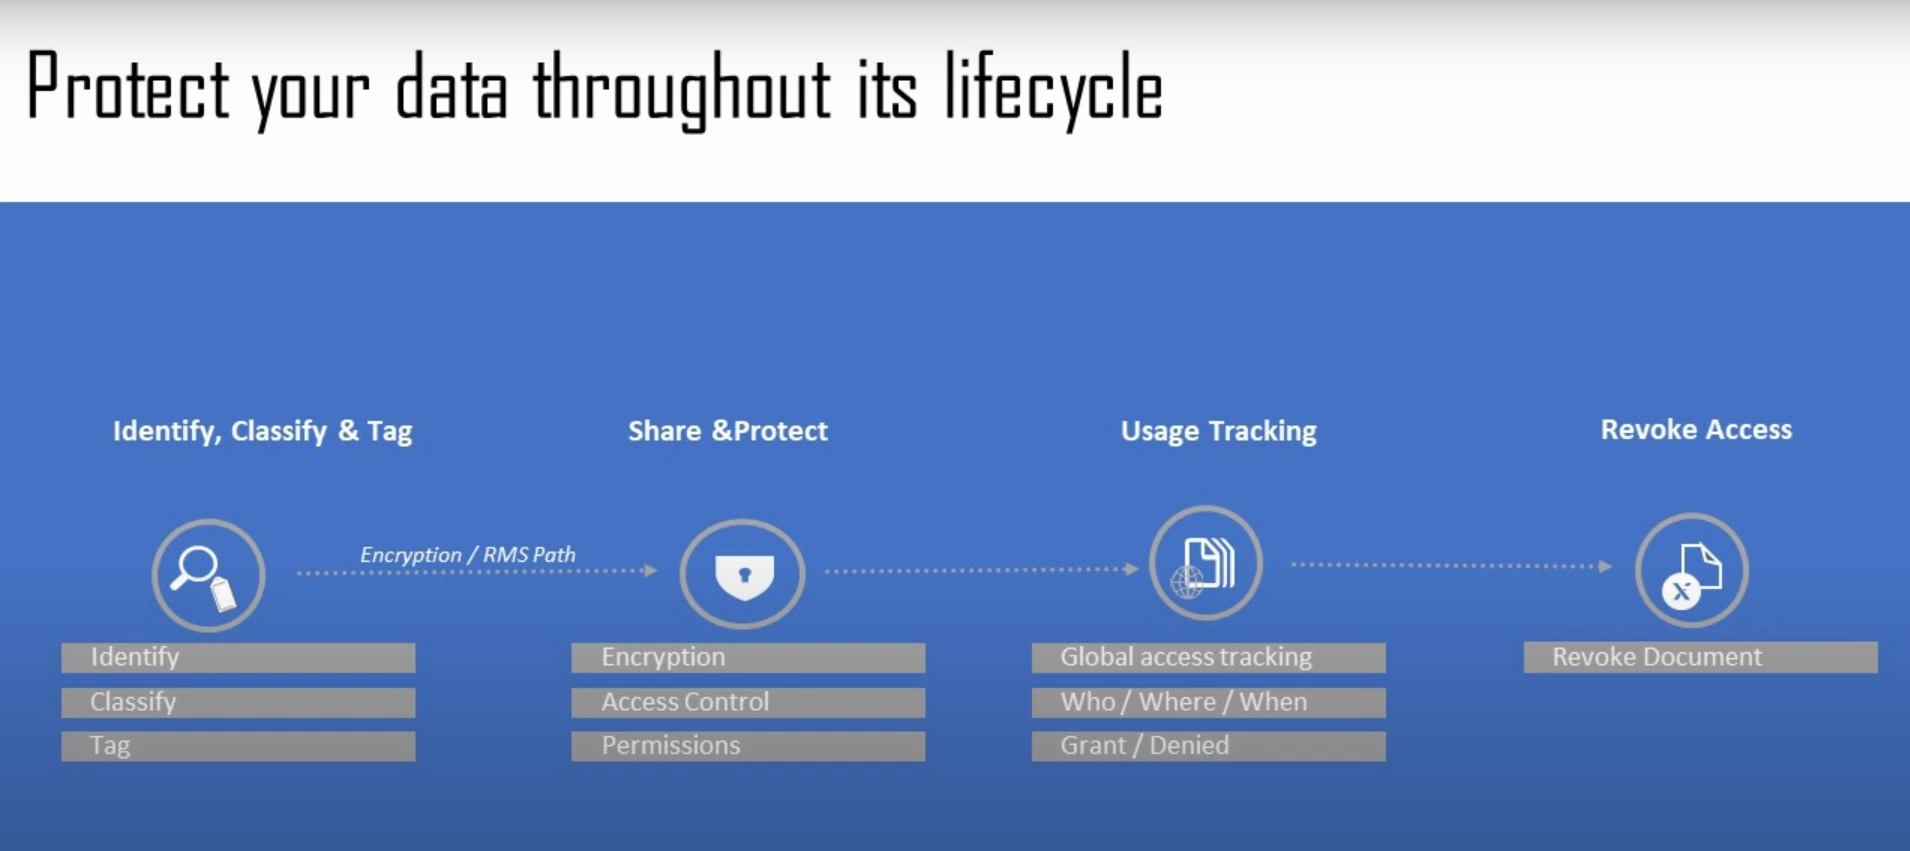 Protect your data throughout its lifecycle
Identify, Classify & Tag
Share &Protect
Usage Tracking
Revoke Access
Encryption / RMS Path
X
Identify
Classify
Tag
Encryption
Access Control
Permissions
Global access tracking
Who / Where / When
Grant / Denied
Revoke Document